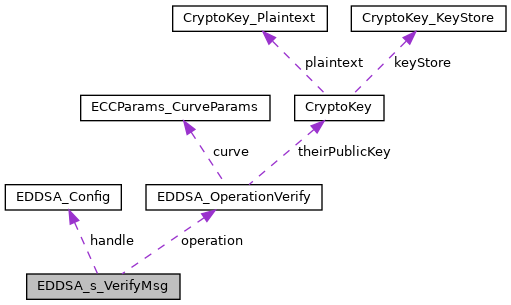 CryptoKey_Plaintext
CryptoKey_KeyStore
plaintext
keyStore
ECCParams_CurveParams
CryptoKey
curve
theirPublicKey
EDDSA_Config
EDDSA_OperationVerify
handle
operation
EDDSA_s_VerifyMsg